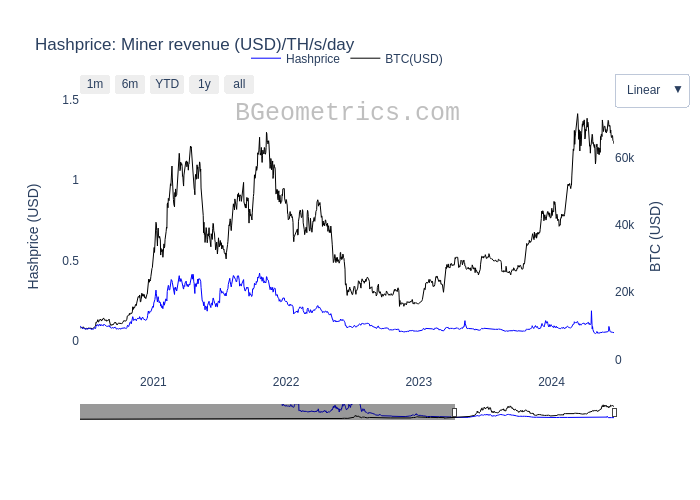 Hashprice: Miner revenue (USD)/TH/s/day
Hashprice BTC(USD)
1m 6m YTD 1y all
Linear ▼
BGeometrics.com
1.5
1
0.5
0
Hashprice (USD)
60k
40k
20k
0
BTC (USD)
2021 2022 2023 2024